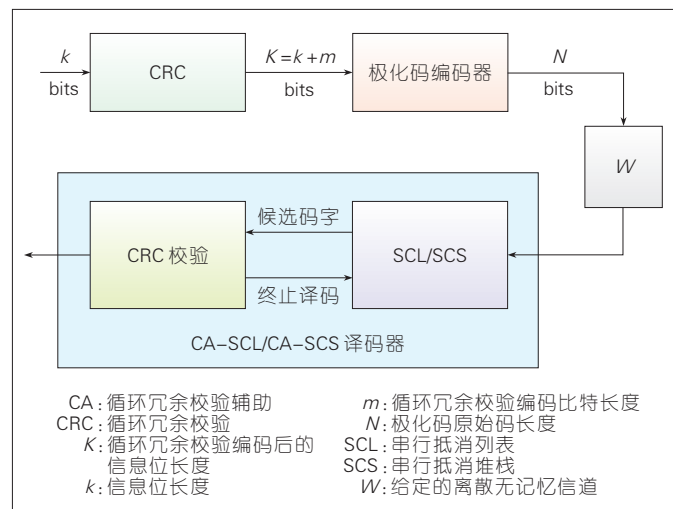 k
bits
CRC
K=k+m
bits
极化码编码器
N
bits
W
候选码字
CRC 校验
SCL/SCS
终止译码
CA-SCL/CA-SCS 译码器
CA:循环冗余校验辅助
CRC:循环冗余校验
K:循环冗余校验编码后的
信息位长度
k:信息位长度
m:循环冗余校验编码比特长度
N:极化码原始码长度
SCL:串行抵消列表
SCS:串行抵消堆栈
W:给定的离散无记忆信道